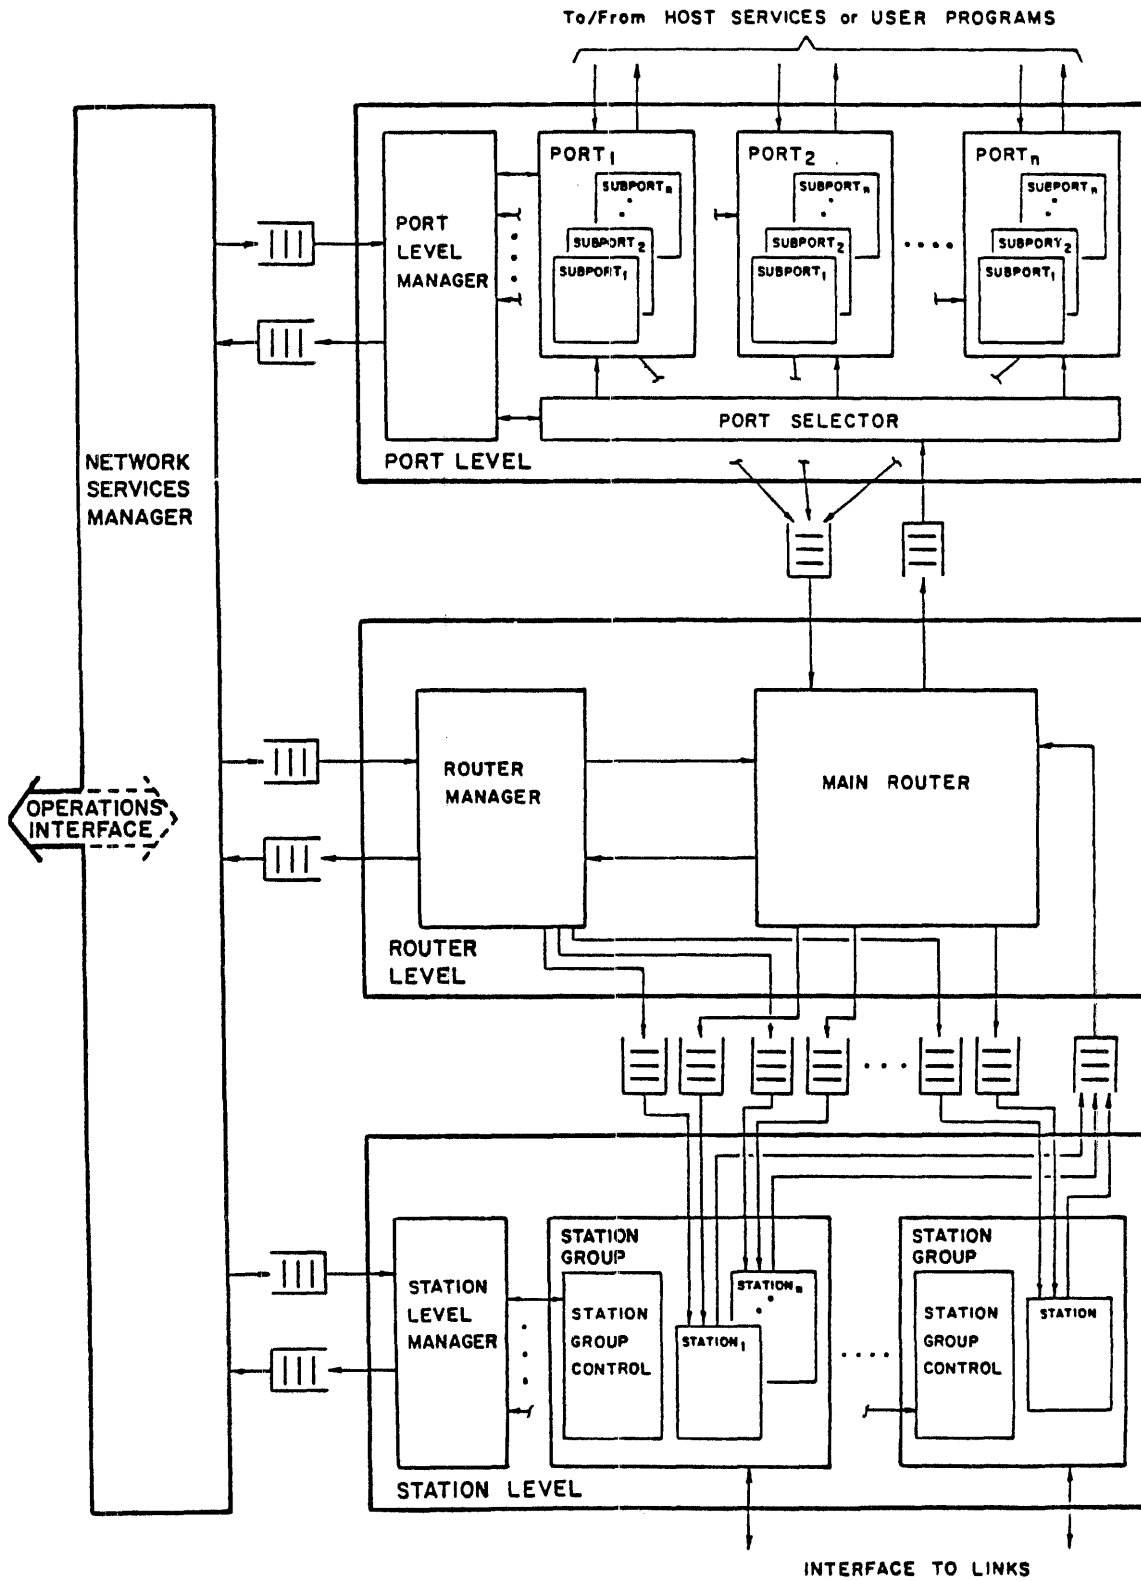 To/From HOST SERVICES or USER PROGRAMS
PORT1
SUBPORTn
SUBPORT2
SUBPORT1
PORT2
SUBPORTn
SUBPORT2
SUBPORT1
PORTn
SUBPORTn
SUBPORT2
SUBPORT1
PORT
LEVEL
MANAGER
PORT SELECTOR
PORT LEVEL
NETWORK
SERVICES
MANAGER
ROUTER
MANAGER
MAIN ROUTER
OPERATIONS
INTERFACE
ROUTER
LEVEL
STATION
LEVEL
MANAGER
STATION
GROUP
STATION
GROUP
CONTROL
STATIONn
STATION1
STATION
GROUP
STATION
GROUP
CONTROL
STATION
STATION LEVEL
INTERFACE TO LINKS